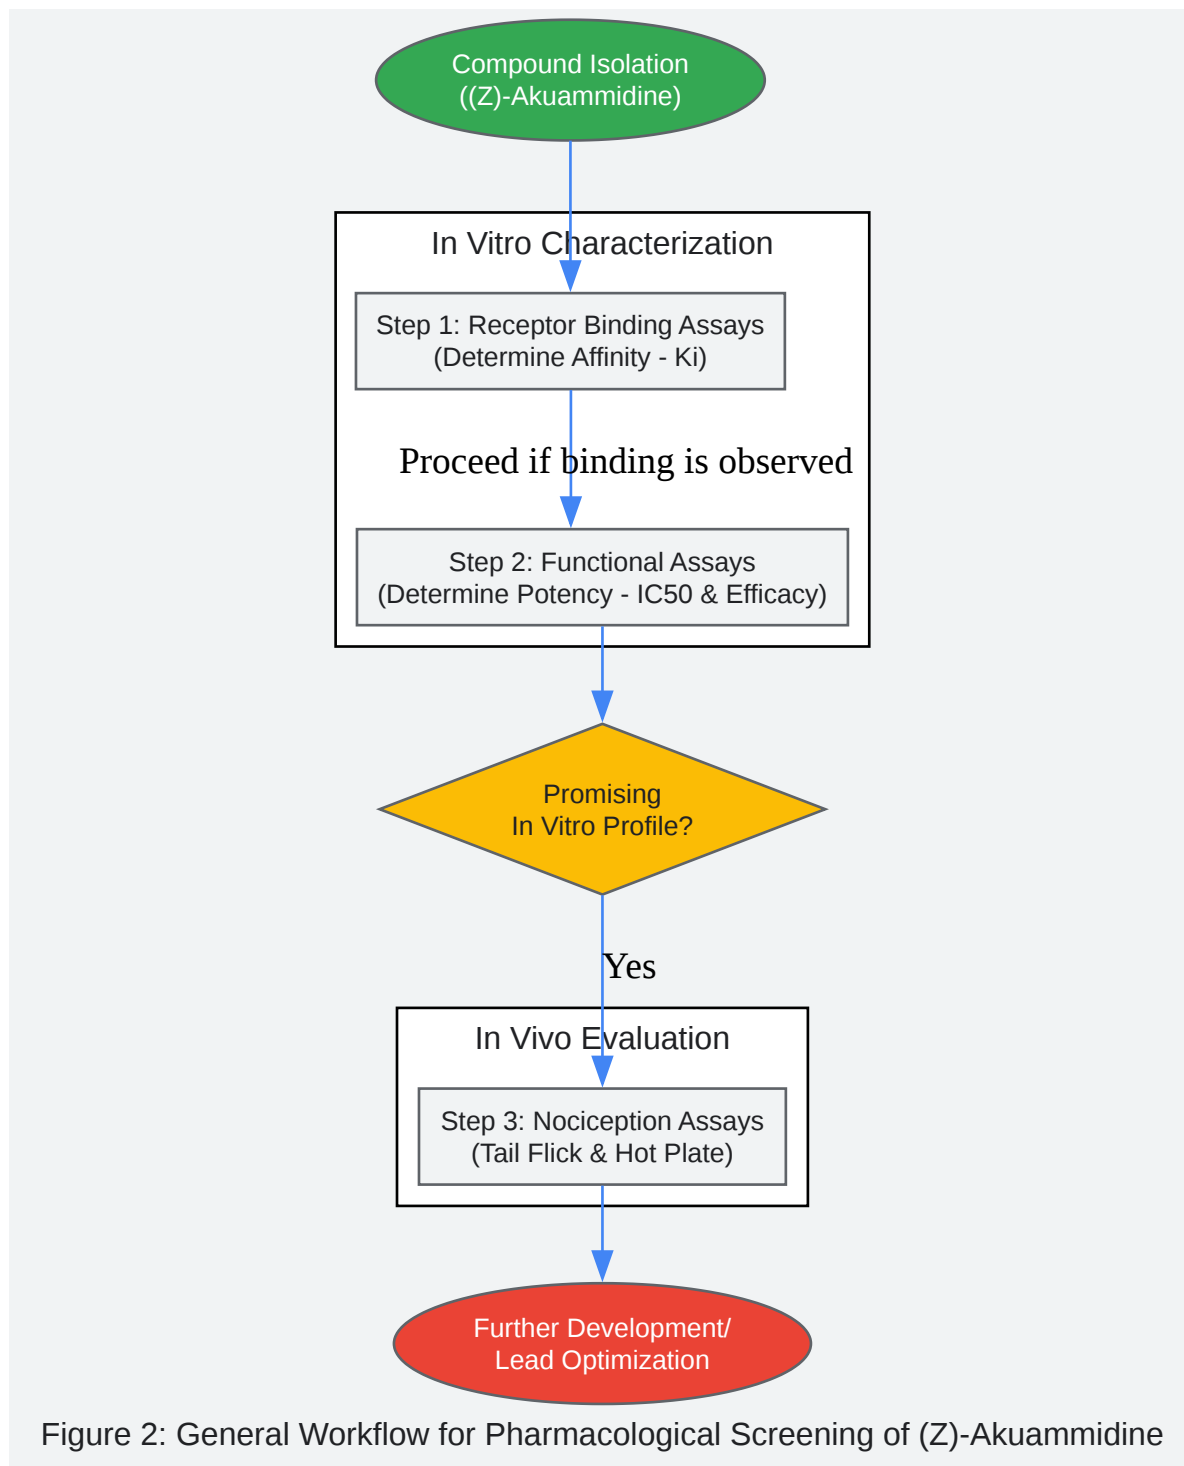 Compound Isolation
((Z)-Akuammidine)
In Vitro Characterization
Step 1: Receptor Binding Assays
(Determine Affinity - Ki)
Proceed if binding is observed
Step 2: Functional Assays
(Determine Potency - IC50 & Efficacy)
Promising
In Vitro Profile?
Yes
In Vivo Evaluation
Step 3: Nociception Assays
(Tail Flick & Hot Plate)
Further Development/
Lead Optimization
Figure 2: General Workflow for Pharmacological Screening of (Z)-Akuammidine